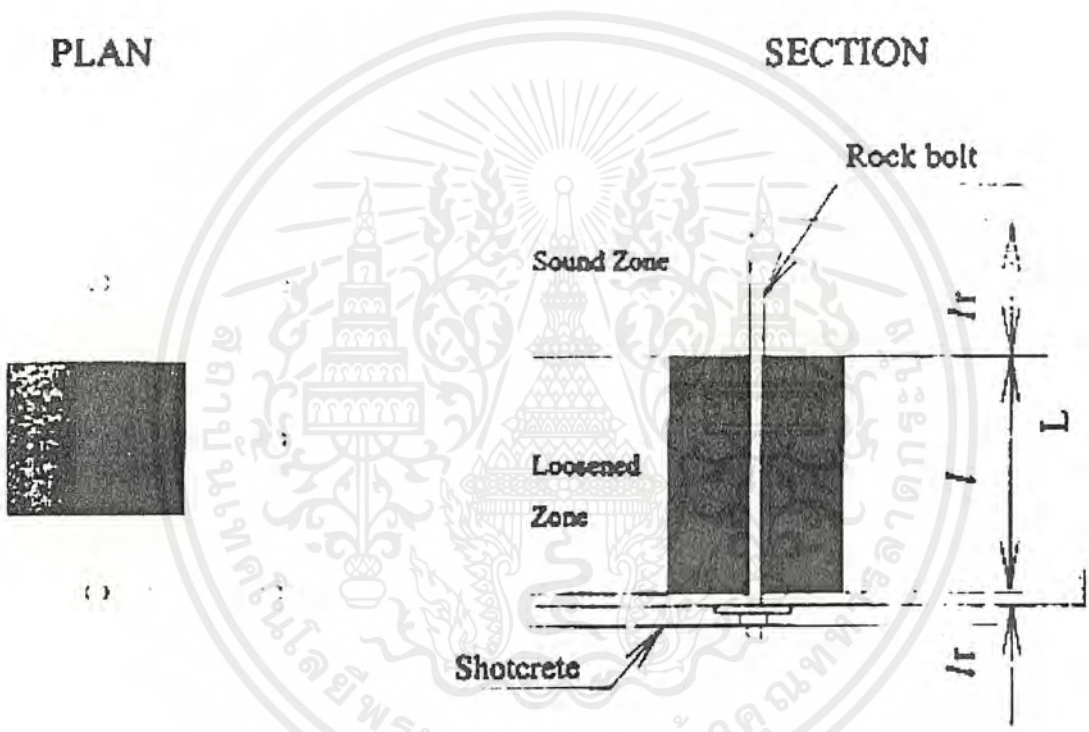 PLAN
SECTION
Rock bolt
Sound Zone
lr
L
l
Loosened
Zone
Shotcrete
lr